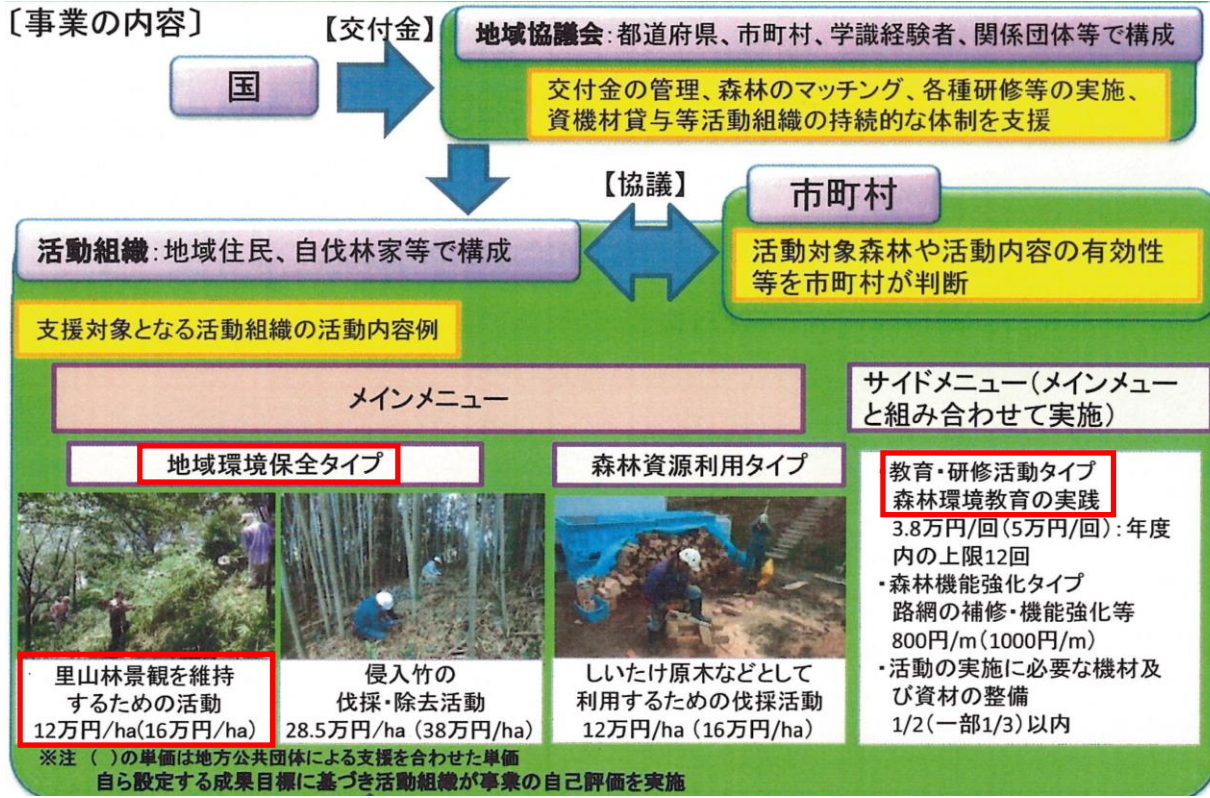 〔事業の内容〕
【交付金】
国
地域協議会:都道府県、市町村、学識経験者、関係団体等で構成
交付金の管理、森林のマッチング、各種研修等の実施、
資機材貸与等活動組織の持続的な体制を支援
【協議】
市町村
活動対象森林や活動内容の有効性
等を市町村が判断
活動組織:地域住民、自伐林家等で構成
支援対象となる活動組織の活動内容例
メインメニュー
地域環境保全タイプ
森林資源利用タイプ
里山林景観を維持
するための活動
12万円/ha(16万円/ha)
侵入竹の
伐採・除去活動
28.5万円/ha (38万円/ha)
しいたけ原木などとして
利用するための伐採活動
12万円/ha (16万円/ha)
サイドメニュー(メインメュー
と組み合わせて実施)
・教育・研修活動タイプ
森林環境教育の実践
3.8万円/回(5万円/回):年度
内の上限12回
・森林機能強化タイプ
路網の補修・機能強化等
800円/m(1000円/m)
・活動の実施に必要な機材及
び資材の整備
1/2(一部1/3)以内
※注 ( )の単価は地方公共団体による支援を合わせた単価
自ら設定する成果目標に基づき活動組織が事業の自己評価を実施